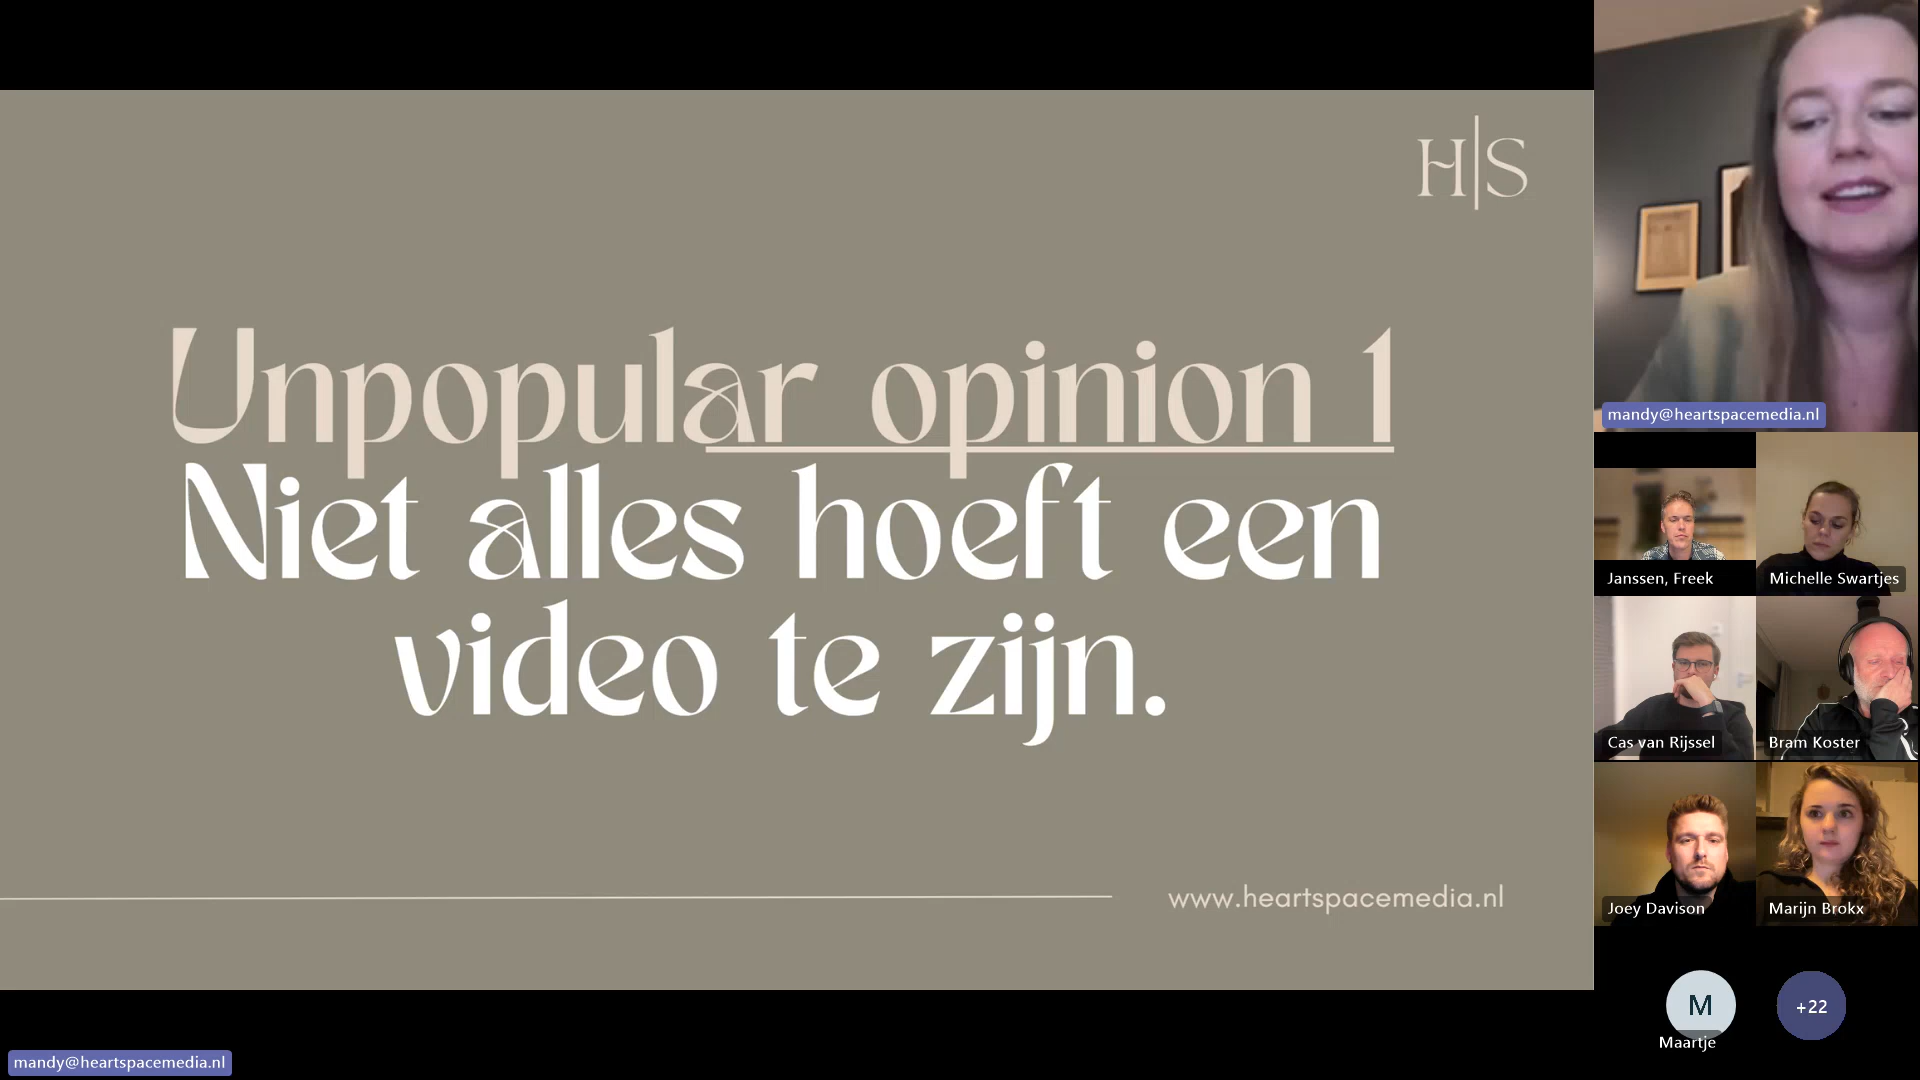 H|S
Unpopular opinion 1
Niet alles hoeft een
video te zijn.
www.heartspacemedia.nl
mandy@heartspacemedia.nl
mandy@heartspacemedia.nl
Janssen, Freek
Michelle Swartjes
Cas van Rijssel
Bram Koster
Joey Davison
Marijn Brokx
M
Maartje
+22